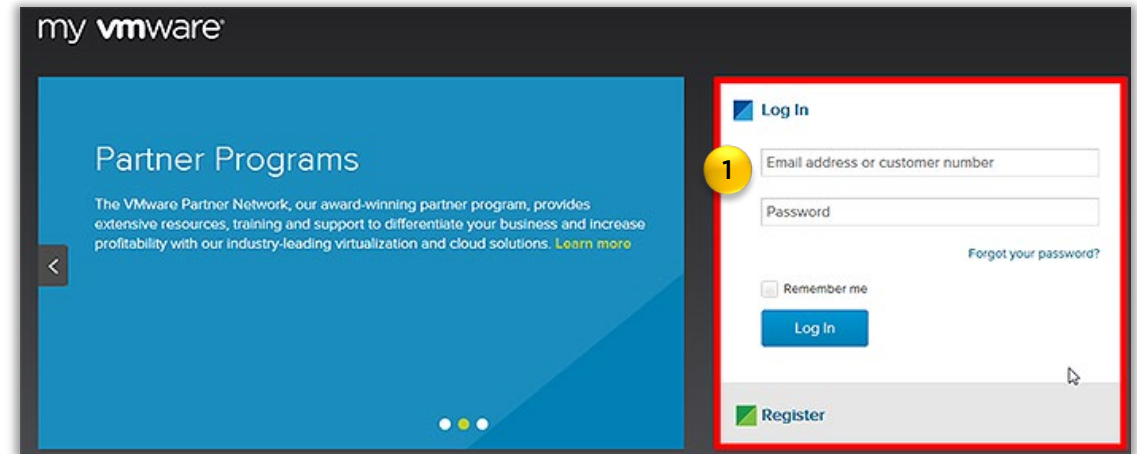 my vmware
Partner Programs
The VMware Partner Network, our award-winning partner program, provides
extensive resources, training and support to differentiate your business and increase
profitability with our industry-leading virtualization and cloud solutions. Learn more
<
Log In
1
Email address or customer number
Password
Forgot your password?
Remember me
Log In
Register